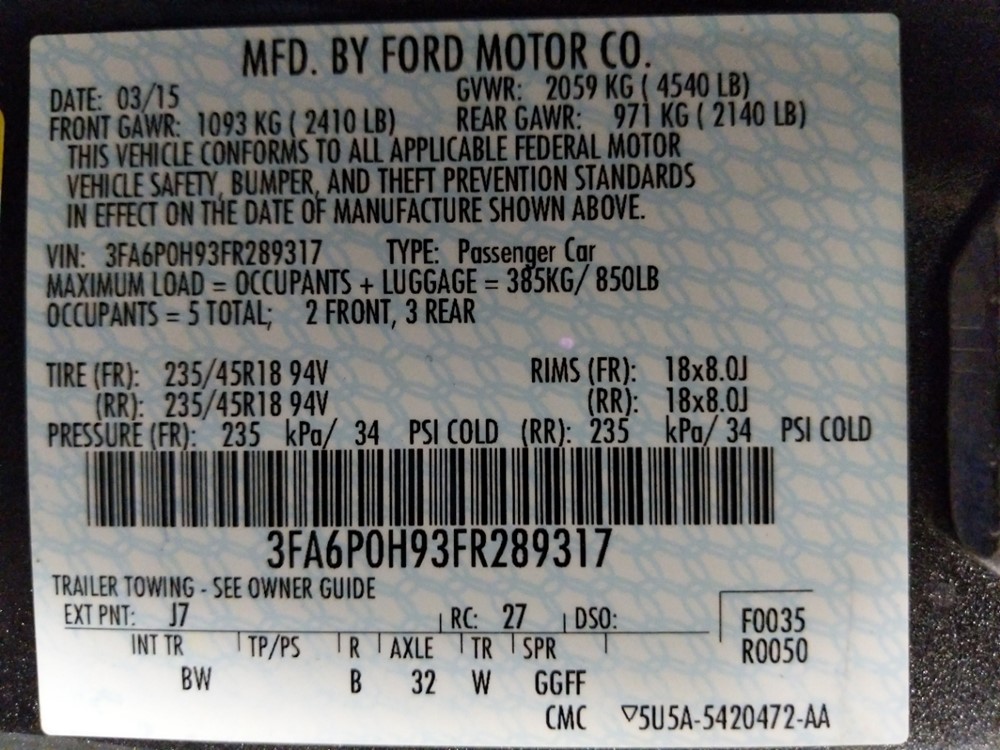 MFD. BY FORD MOTOR CO.
DATE: 03/15 GVWR: 2059 KG ( 4540 LB)
FRONT GAWR: 1093 KG ( 2410 LB) REAR GAWR: 971 KG ( 2140 LB)
THIS VEHICLE CONFORMS TO ALL APPLICABLE FEDERAL MOTOR
VEHICLE SAFETY, BUMPER, AND THEFT PREVENTION STANDARDS
IN EFFECT ON THE DATE OF MANUFACTURE SHOWN ABOVE.
VIN: 3FA6P0H93FR289317 TYPE: Passenger Car
MAXIMUM LOAD = OCCUPANTS + LUGGAGE = 385KG/ 850LB
OCCUPANTS = 5 TOTAL; 2 FRONT, 3 REAR
TIRE (FR): 235/45R18 94V RIMS (FR): 18x8.0J
(RR): 235/45R18 94V (RR): 18x8.0J
PRESSURE (FR): 235 kPa/ 34 PSI COLD (RR): 235 kPa/ 34 PSI COLD
3FA6P0H93FR289317
TRAILER TOWING - SEE OWNER GUIDE
EXT PNT: J7 RC: 27 DSO: F0035
INT TR TP/PS R AXLE TR SPR R0050
BW B 32 W GGFF
CMC ▽5U5A-5420472-AA